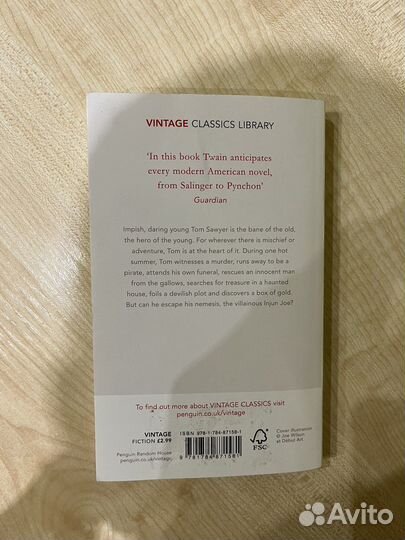 VINTAGE CLASSICS LIBRARY
'In this book Twain anticipates
every modern American novel,
from Salinger to Pynchon'
Guardian
Impish, daring young Tom Sawyer is the bane of the old,
the hero of the young. For wherever there is mischief or
adventure, Tom is at the heart of it. During one hot
summer, Tom witnesses a murder, runs away to be a
pirate, attends his own funeral, rescues an innocent man
from the gallows, searches for treasure in a haunted
house, foils a devilish plot and discovers a box of gold.
But can he escape his nemesis, the villainous Injun Joe?
To find out more about VINTAGE CLASSICS visit
penguin.co.uk/vintage
VINTAGE
FICTION £2.99
Penguin Random House
penguin.co.uk/vintage
ISBN 978-1-784-87158-1
9 781784 871581
FSC
Cover illustration
© Joe Wilson
at Début Art
Avito